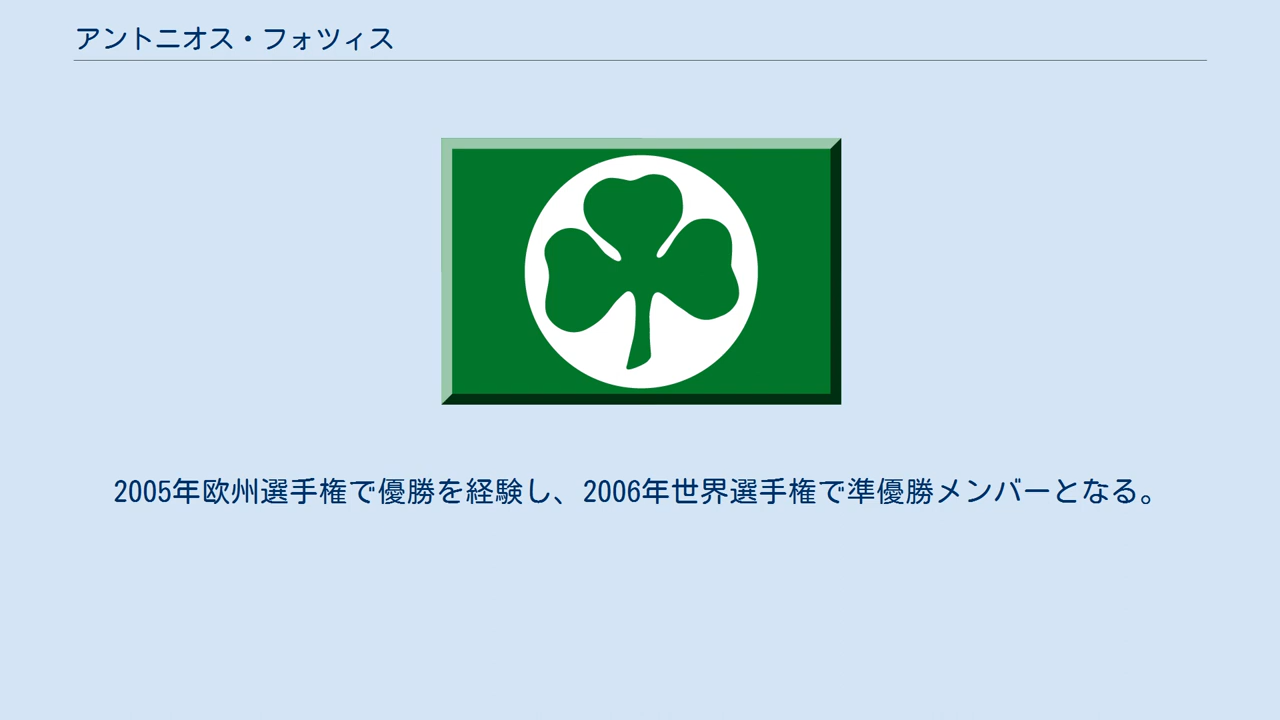 アントニオス・フォツィス
2005年欧州選手権で優勝を経験し、2006年世界選手権で準優勝メンバーとなる。